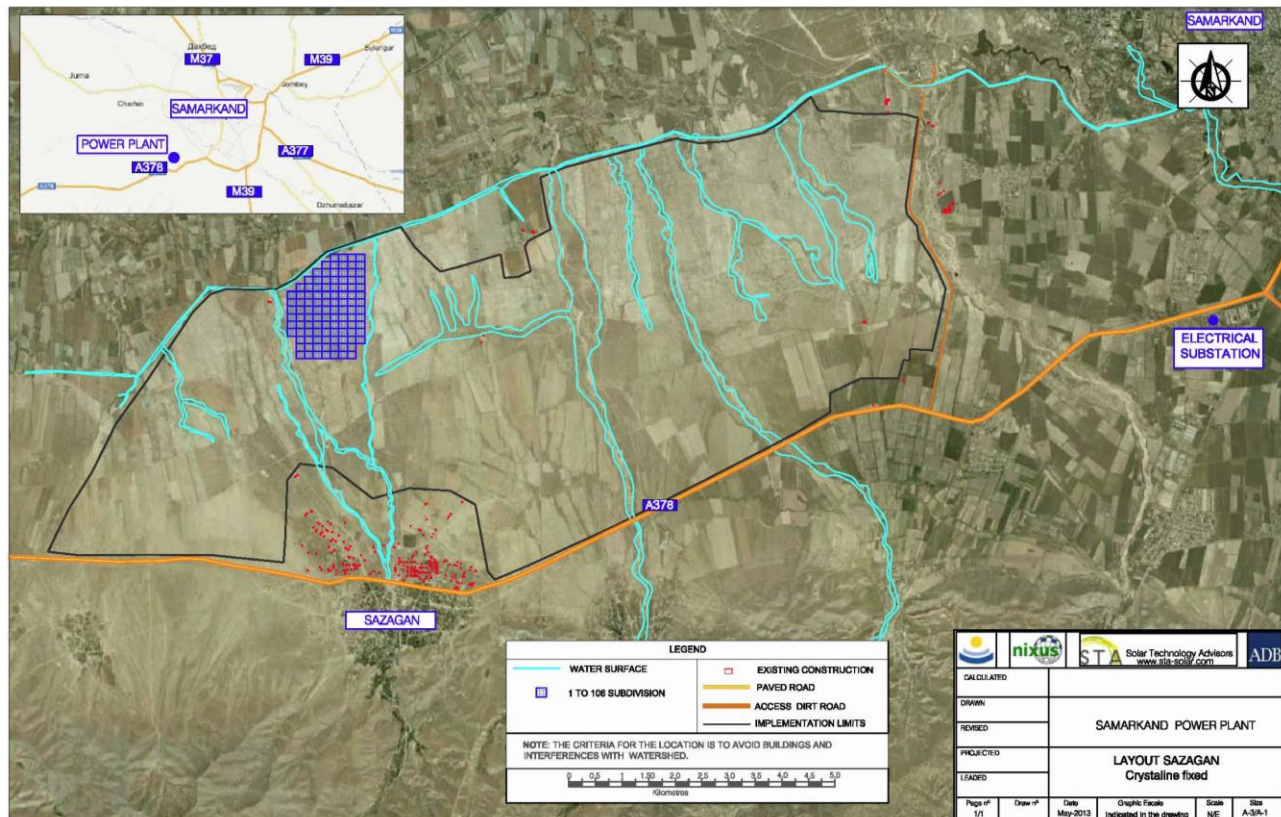 Дахбед
M37
M39
Bulungur
Juma
Jombey
Chorlen
SAMARKAND
POWER PLANT
A378
A377
A378
M39
Dzhumabazar
SAMARKAND
ELECTRICAL
SUBSTATION
A378
SAZAGAN
LEGEND
WATER SURFACE
EXISTING CONSTRUCTION
1 TO 106 SUBDIVISION
PAVED ROAD
ACCESS DIRT ROAD
IMPLEMENTATION LIMITS
NOTE: THE CRITERIA FOR THE LOCATION IS TO AVOID BUILDINGS AND
INTERFERENCES WITH WATERSHED.
0 0,5 1 1,50 2,0 2,5 3,0 3,5 4,0 4,5 5,0
Kilometres
nixus
STA Solar Technology Advisors
www.sta-solar.com
ADB
CALCULATED
DRAWN
REVISED
PROJECTED
LEADED
SAMARKAND POWER PLANT
LAYOUT SAZAGAN
Crystaline fixed
Page nº Draw nº Date Graphic Escale Scale Size
1/1 May-2013 Indicated in the drawing N/E A-3/A-1